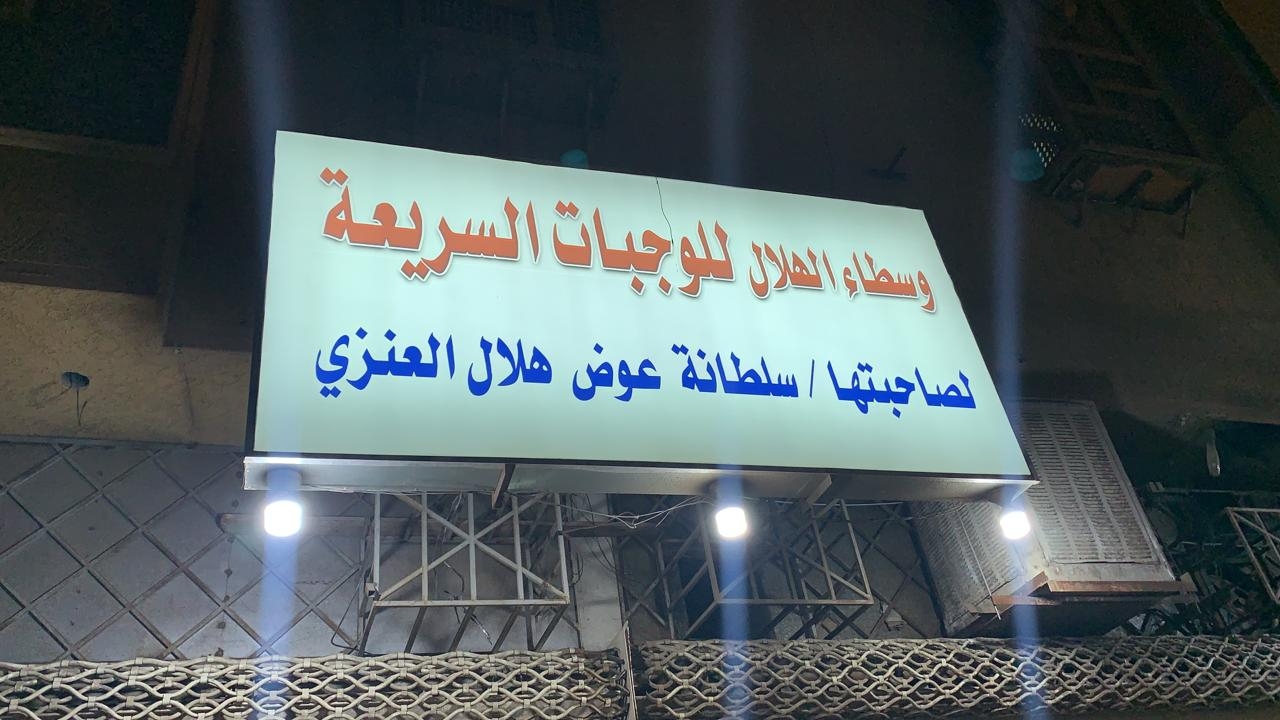 وسطاء الهلال للوجبات السريعة
لصاحبتها / سلطانة عوض هلال العنزي